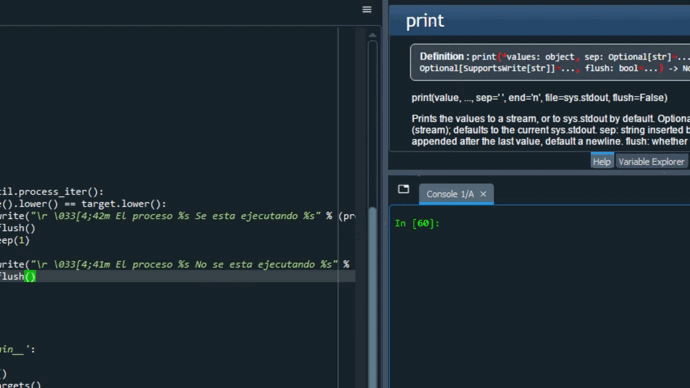 til.process_iter():
e().lower() == target.lower():
write("\r \033[4;42m El proceso %s Se esta ejecutando %s" % (pr
flush()
eep(1)
write("\r \033[4;41m El proceso %s No se esta ejecutando %s" %
flush()
in__':
()
argets()
print
Definition : print(*values: object, sep: Optional[str]=...
Optional[SupportsWrite[str]]=..., flush: bool=...) -> No
print(value, ..., sep=' ', end='n', file=sys.stdout, flush=False)
Prints the values to a stream, or to sys.stdout by default. Optiona
(stream); defaults to the current sys.stdout. sep: string inserted b
appended after the last value, default a newline. flush: whether
Help Variable Explorer
Console 1/A ×
In [60]: